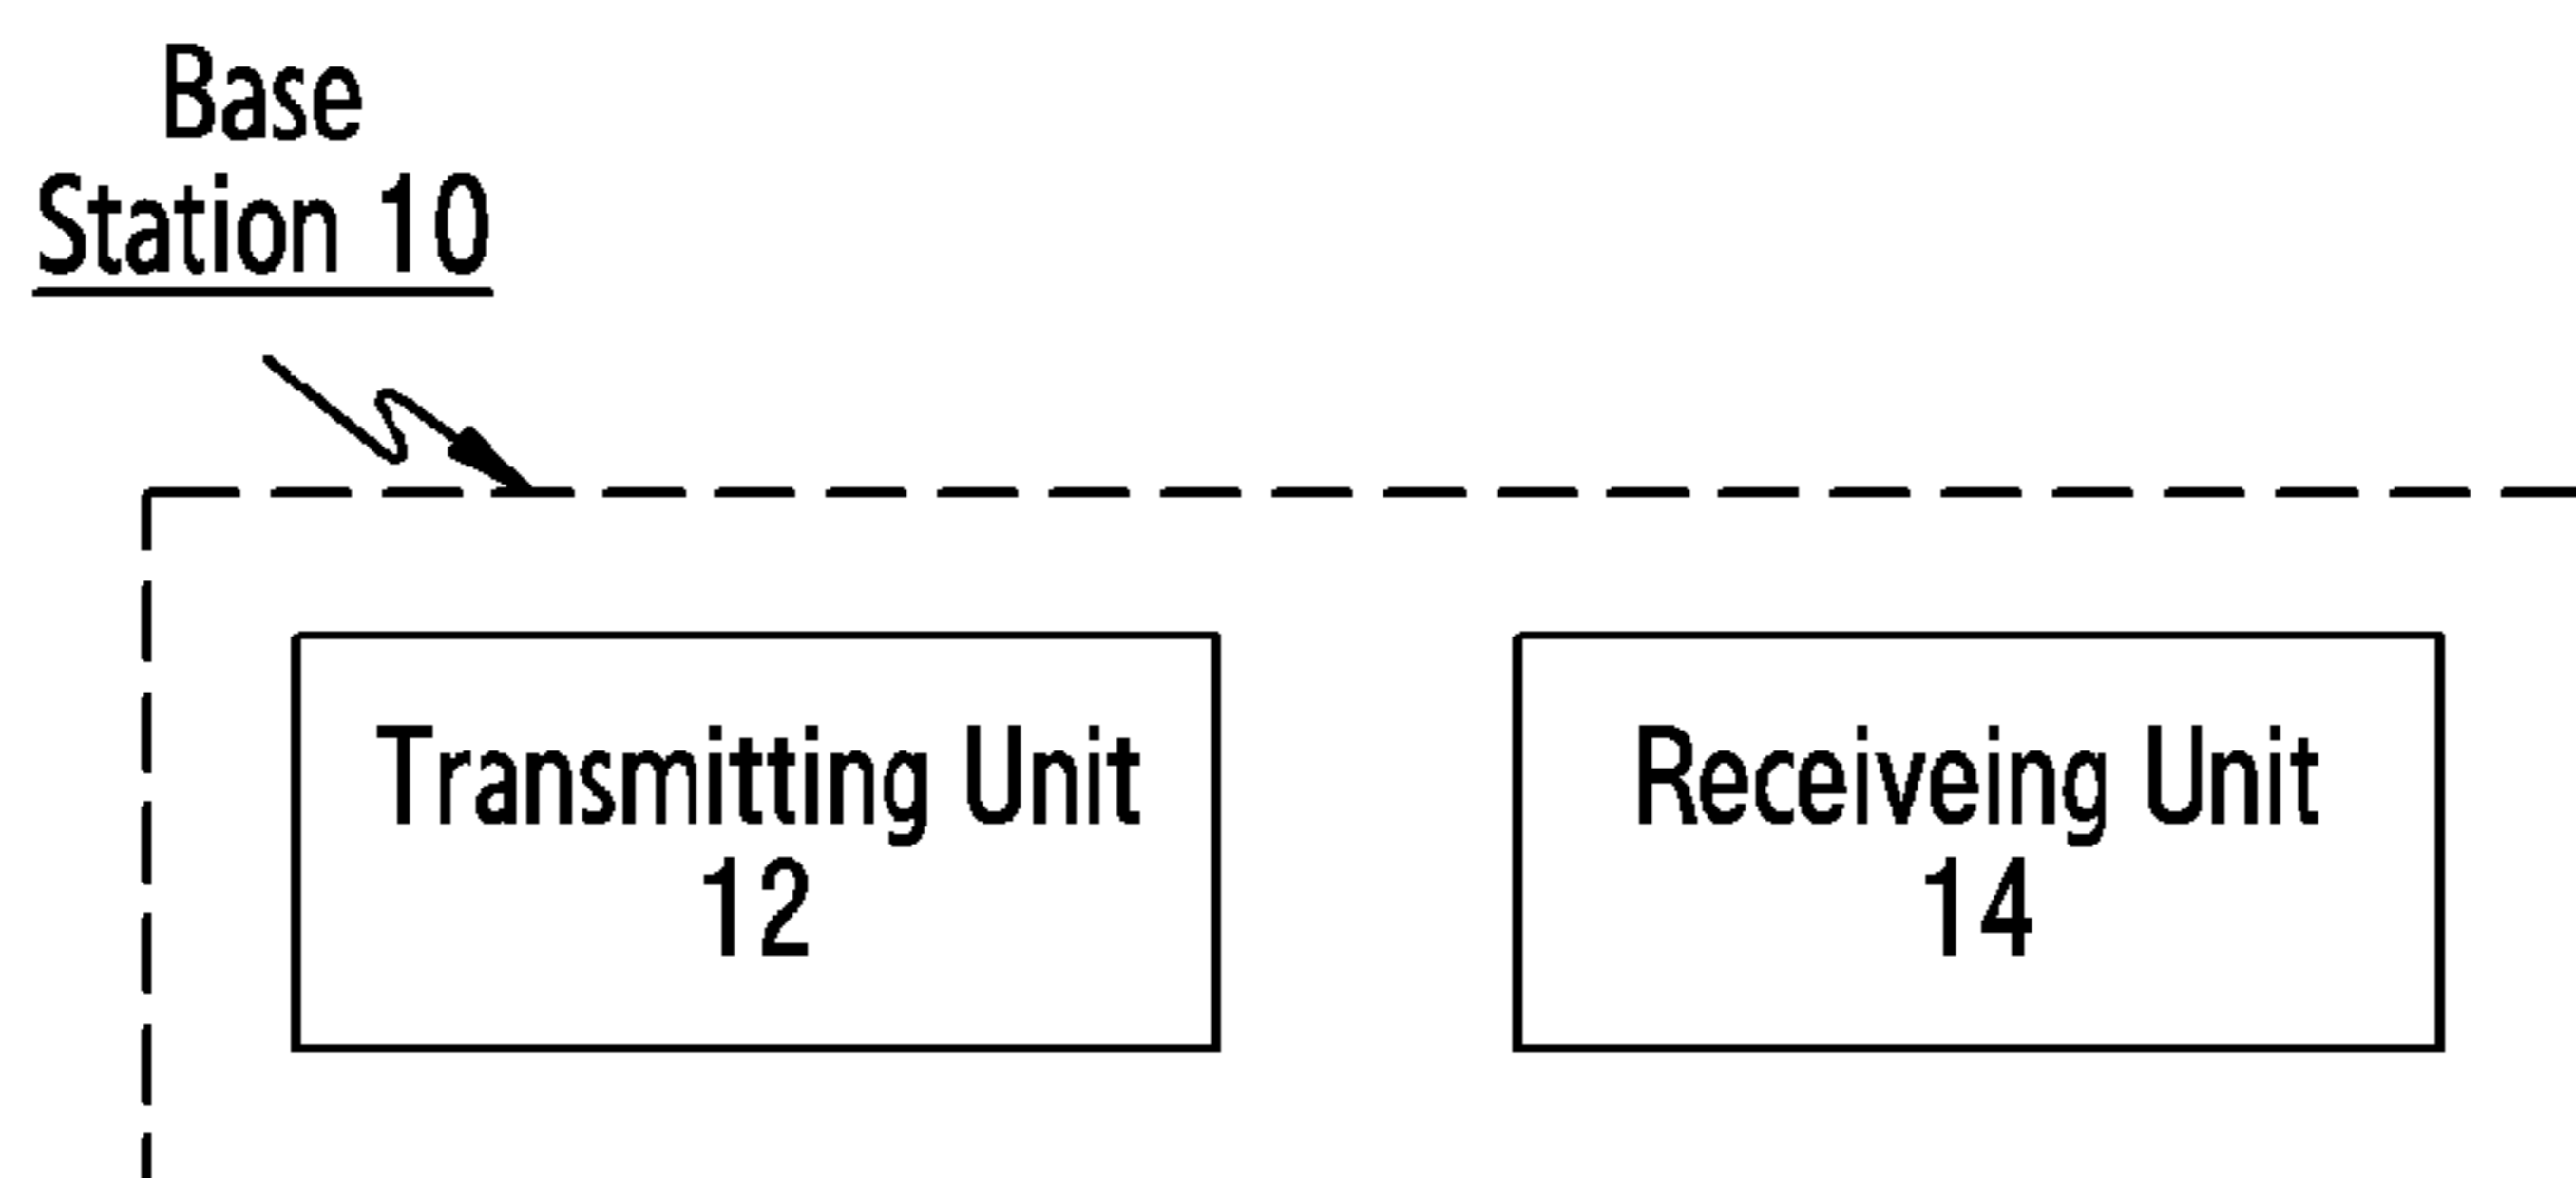 Base
Station 10
Transmitting Unit
12
Receiveing Unit
14